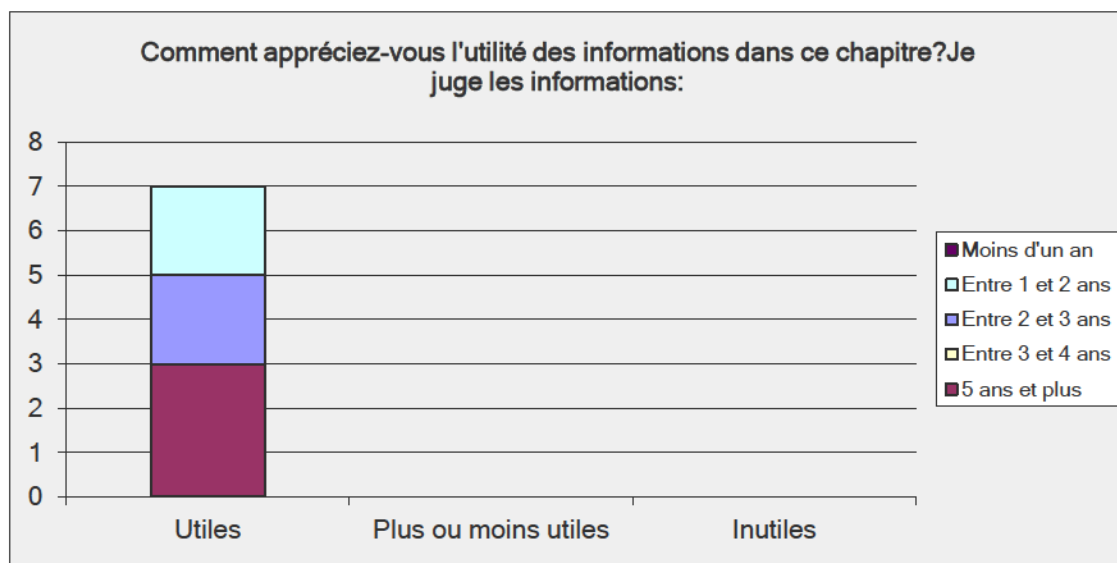 Comment appréciez-vous l'utilité des informations dans ce chapitre?Je
juge les informations:
8
7
6
5
4
3
2
1
0
Utiles
Plus ou moins utiles
Inutiles
Moins d'un an
Entre 1 et 2 ans
Entre 2 et 3 ans
Entre 3 et 4 ans
5 ans et plus